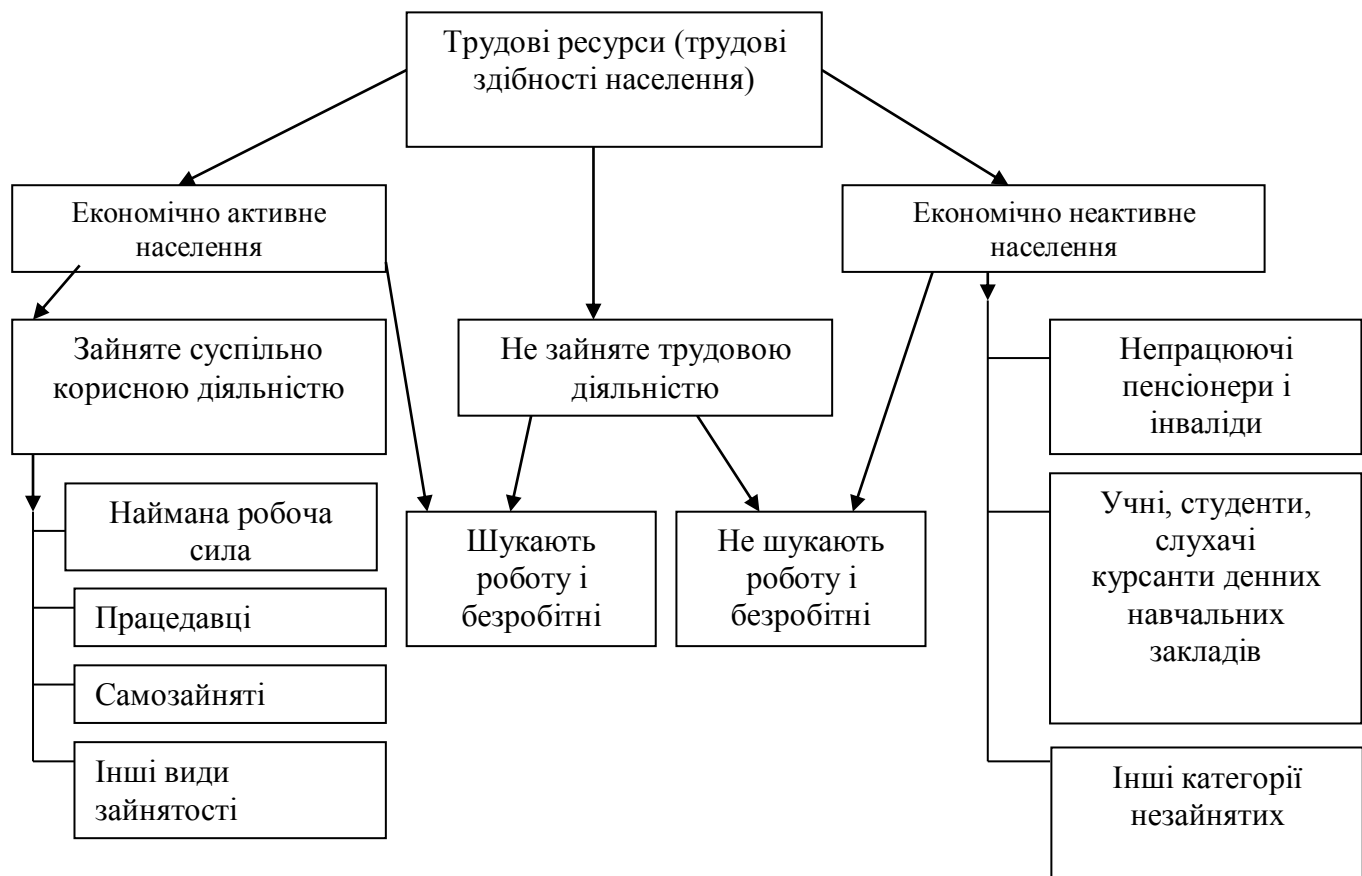 Трудові ресурси (трудові
здібності населення)
Економічно активне
населення
Економічно неактивне
населення
Зайняте суспільно
корисною діяльністю
Не зайняте трудовою
діяльністю
Непрацюючі
пенсіонери і
інваліди
Наймана робоча
сила
Шукають
роботу і
безробітні
Не шукають
роботу і
безробітні
Учні, студенти,
слухачі
курсанти денних
навчальних
закладів
Працедавці
Самозайняті
Інші види
зайнятості
Інші категорії
незайнятих